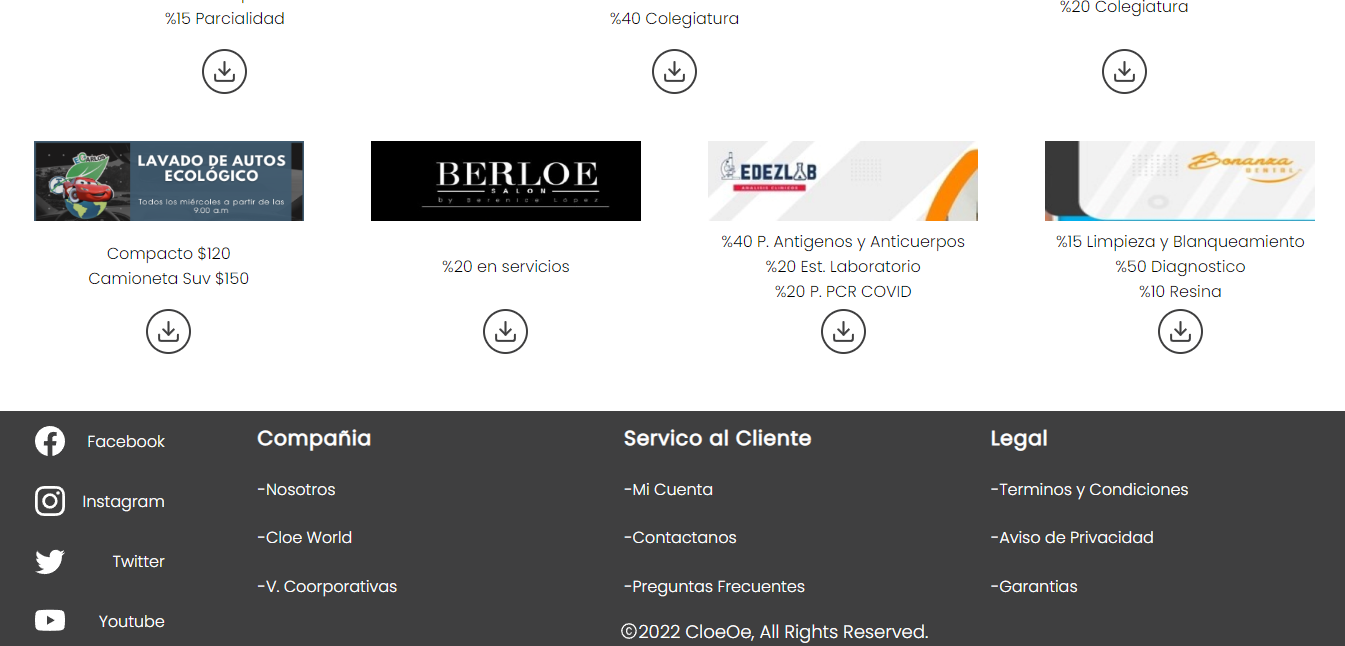 %15 Parcialidad
%40 Colegiatura
%20 Colegiatura
LAVADO DE AUTOS
ECOLÓGICO
Todos los miércoles a partir de las
9:00 a.m
BERLOE
SALON
by Berenice López
EDEZLAB
ANALISIS CLINICOS
Bonanza
DENTAL
Compacto $120
Camioneta Suv $150
%20 en servicios
%40 P. Antigenos y Anticuerpos
%20 Est. Laboratorio
%20 P. PCR COVID
%15 Limpieza y Blanqueamiento
%50 Diagnostico
%10 Resina
Facebook
Instagram
Twitter
Youtube
Compañia
-Nosotros
-Cloe World
-V. Coorporativas
Servico al Cliente
-Mi Cuenta
-Contactanos
-Preguntas Frecuentes
Legal
-Terminos y Condiciones
-Aviso de Privacidad
-Garantias
©2022 CloeOe, All Rights Reserved.